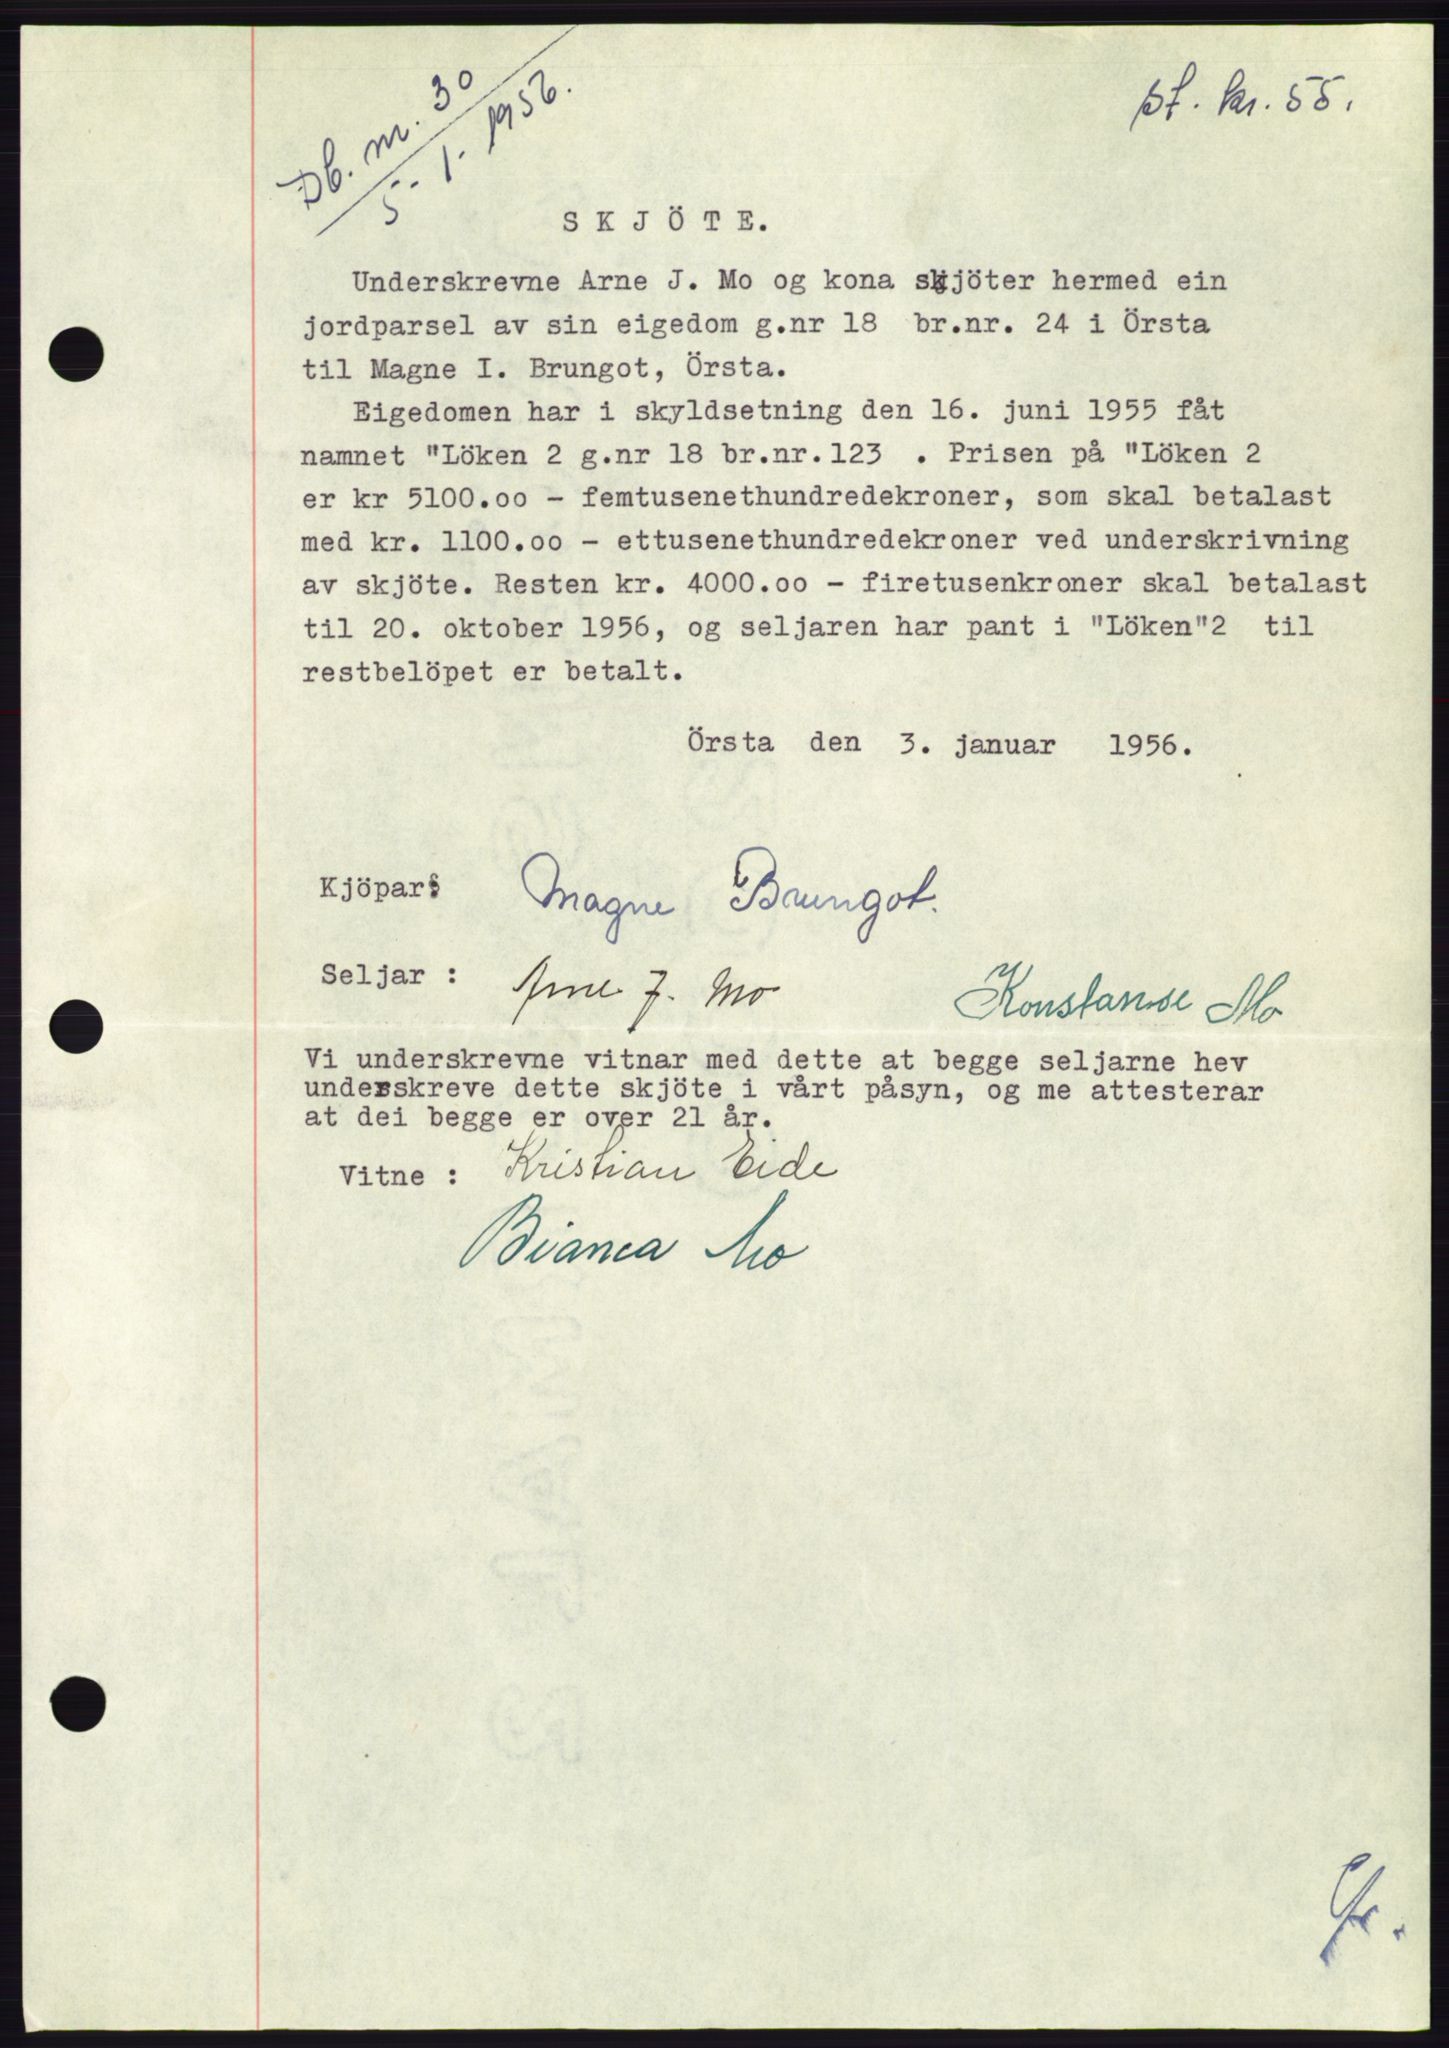 Db. nr. 30
5. 1. 1956.
st. kr. 55.
S K J Ö T E.
Underskrevne Arne J. Mo og kona skjöter hermed ein
jordparsel av sin eigedom g.nr 18 br.nr. 24 i Örsta
til Magne I. Brungot, Örsta.
Eigedomen har i skyldsetning den 16. juni 1955 fåt
namnet "Löken 2 g.nr 18 br.nr.123 . Prisen på "Löken 2
er kr 5100.oo - femtusenethundredekroner, som skal betalast
med kr. 1100.oo - ettusenethundredekroner ved underskrivning
av skjöte. Resten kr. 4000.oo - firetusenkroner skal betalast
til 20. oktober 1956, og seljaren har pant i "Löken"2 til
restbelöpet er betalt.
Örsta den 3. januar 1956.
Kjöpar: Magne Brungot.
Seljar : Arne J. Mo Konstanse Mo
Vi underskrevne vitnar med dette at begge seljarne hev
underskreve dette skjöte i vårt påsyn, og me attesterar
at dei begge er over 21 år.
Vitne : Kristian Eide
Bianca Mo